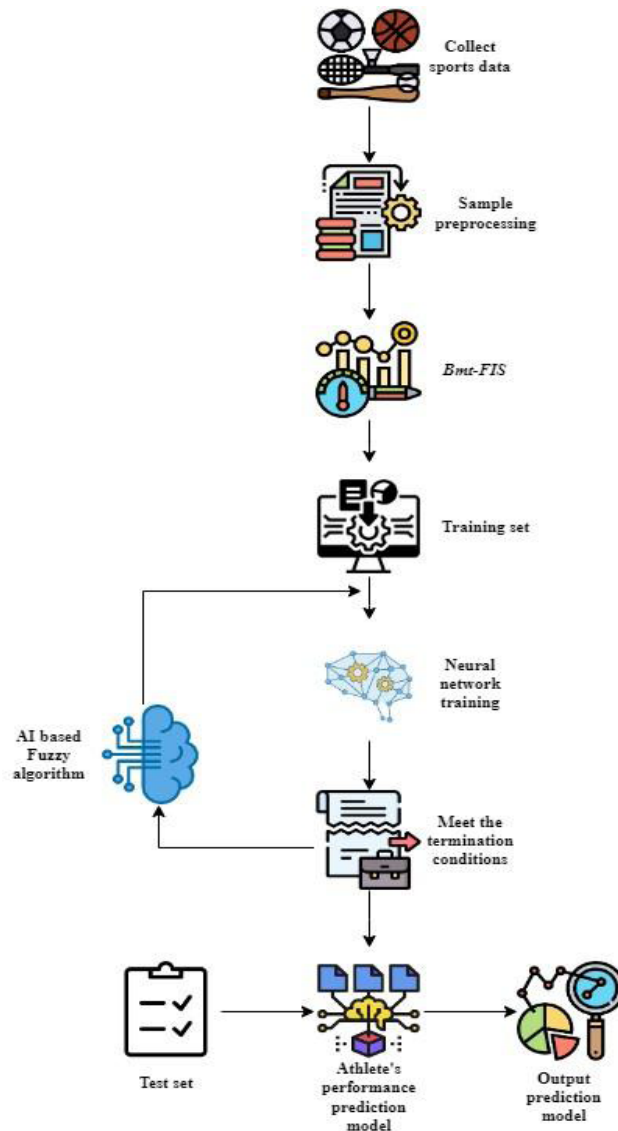 Collect
sports data
Sample
preprocessing
Bmt-FIS
Training set
Neural
network
training
AI based
Fuzzy
algorithm
Meet the
termination
conditions
Test set
Athlete's
performance
prediction
model
Output
prediction
model